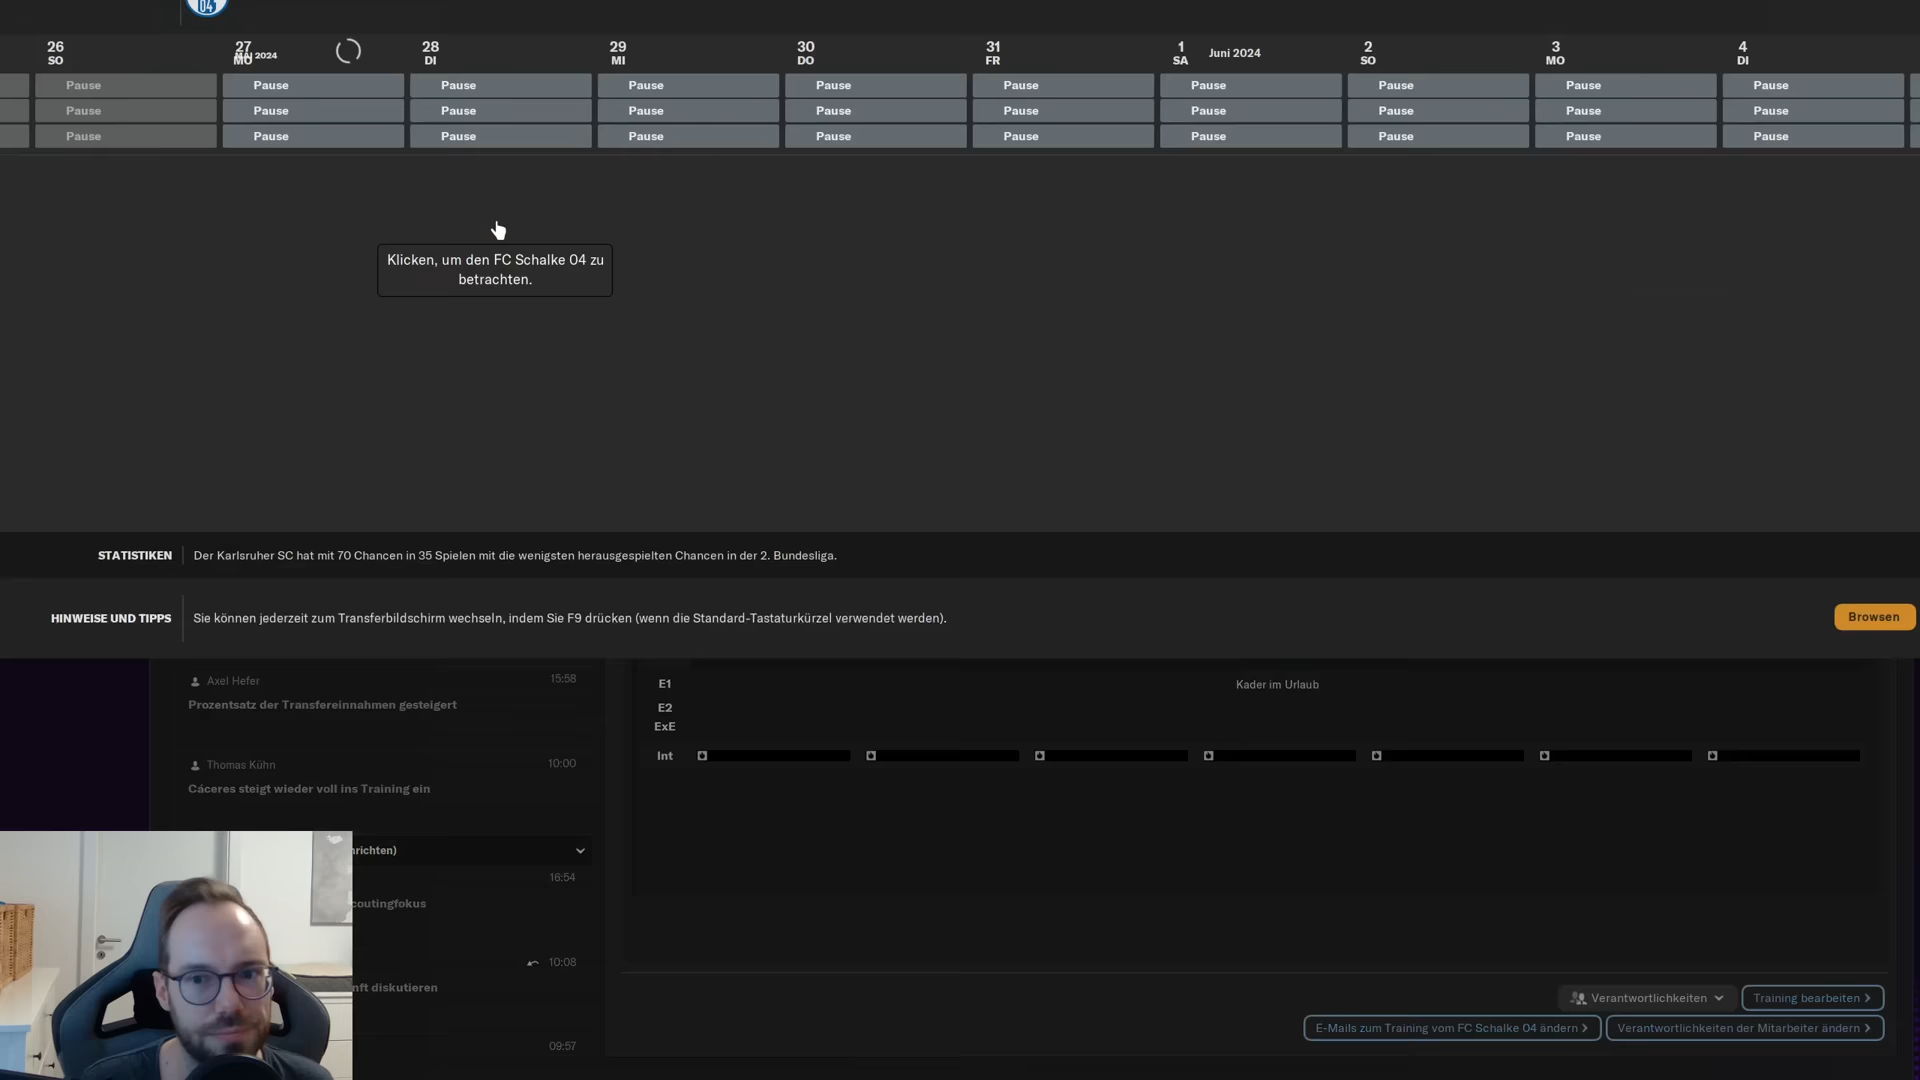 04
26 27 28 29 30 31 1 Juni 2024 2 3 4
SO MO MAI 2024 DI MI DO FR SA SO MO DI
Pause Pause Pause Pause Pause Pause Pause Pause Pause Pause
Pause Pause Pause Pause Pause Pause Pause Pause Pause Pause
Pause Pause Pause Pause Pause Pause Pause Pause Pause Pause
Klicken, um den FC Schalke 04 zu
betrachten.
STATISTIKEN Der Karlsruher SC hat mit 70 Chancen in 35 Spielen mit die wenigsten herausgespielten Chancen in der 2. Bundesliga.
HINWEISE UND TIPPS Sie können jederzeit zum Transferbildschirm wechseln, indem Sie F9 drücken (wenn die Standard-Tastaturkürzel verwendet werden). Browsen
Axel Hefer 15:58
Prozentsatz der Transfereinnahmen gesteigert
Thomas Kühn 10:00
Cáceres steigt wieder voll ins Training ein
richten)
16:54
coutingfokus
10:08
nft diskutieren
09:57
E1 Kader im Urlaub
E2
ExE
Int
Verantwortlichkeiten Training bearbeiten
E-Mails zum Training vom FC Schalke 04 ändern Verantwortlichkeiten der Mitarbeiter ändern